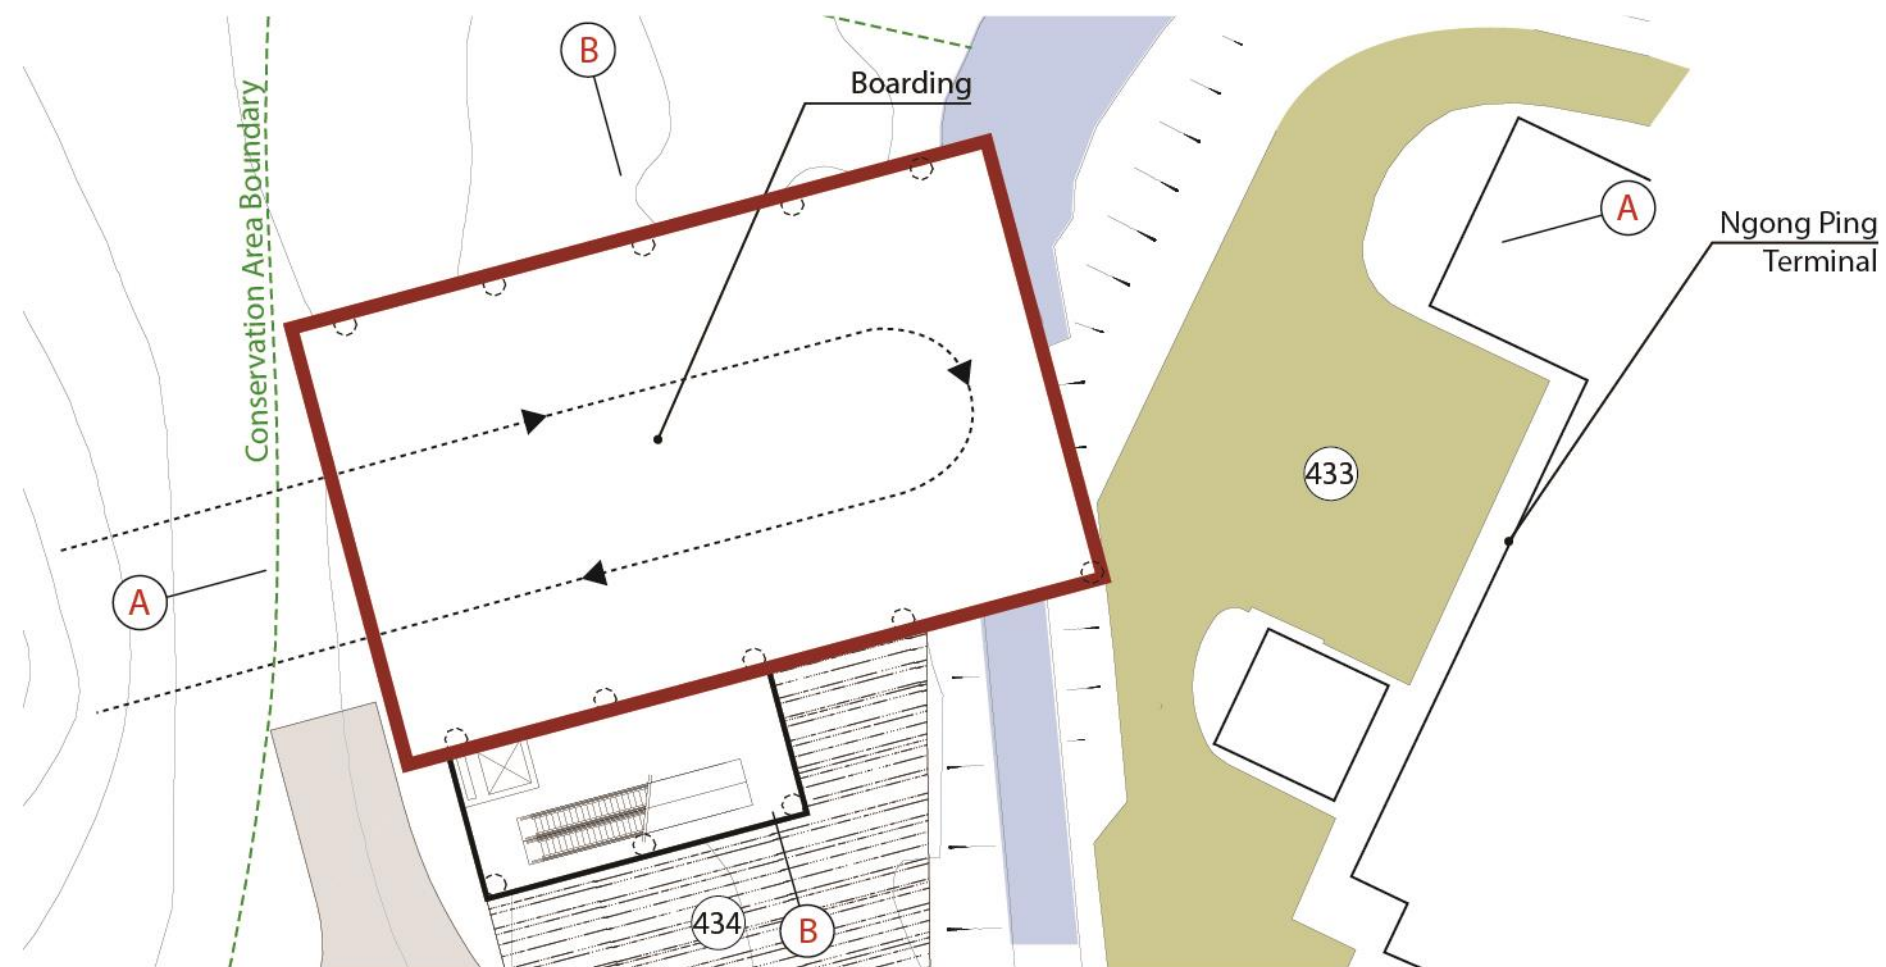 B
Boarding
Conservation Area Boundary
A
Ngong Ping
Terminal
433
A
434
B